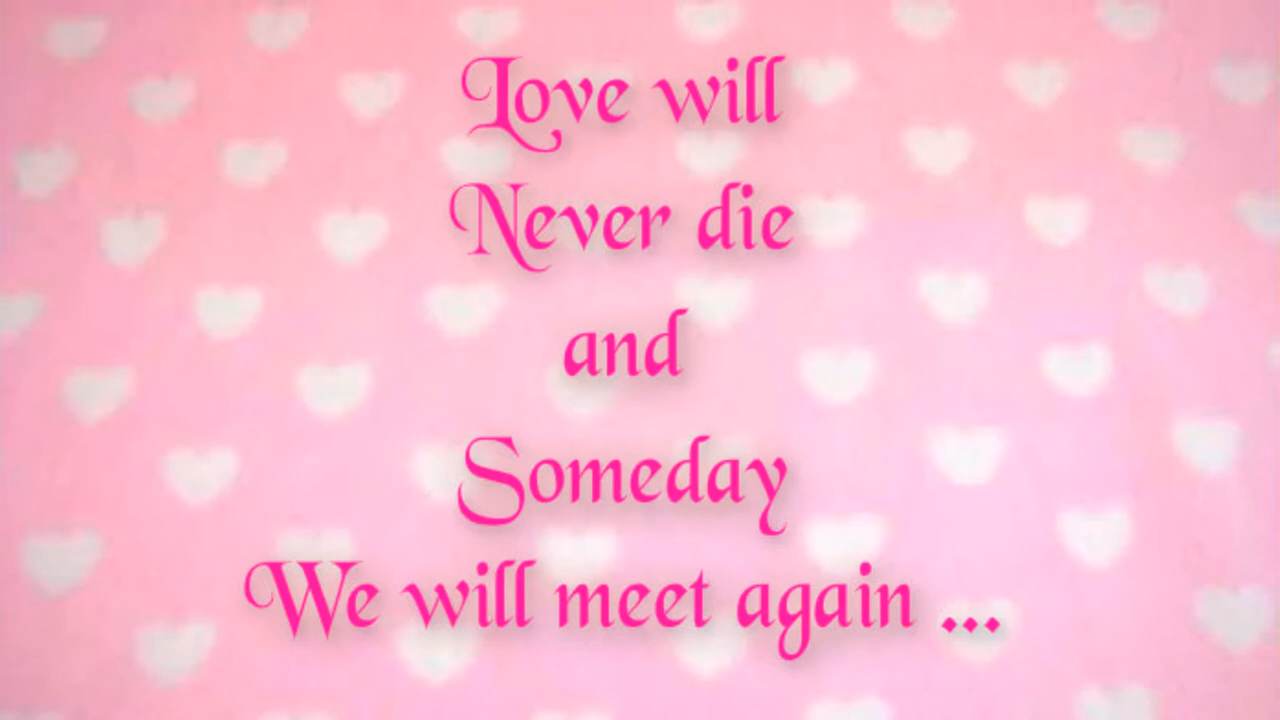 Love will
Never die
and
Someday
We will meet again ...